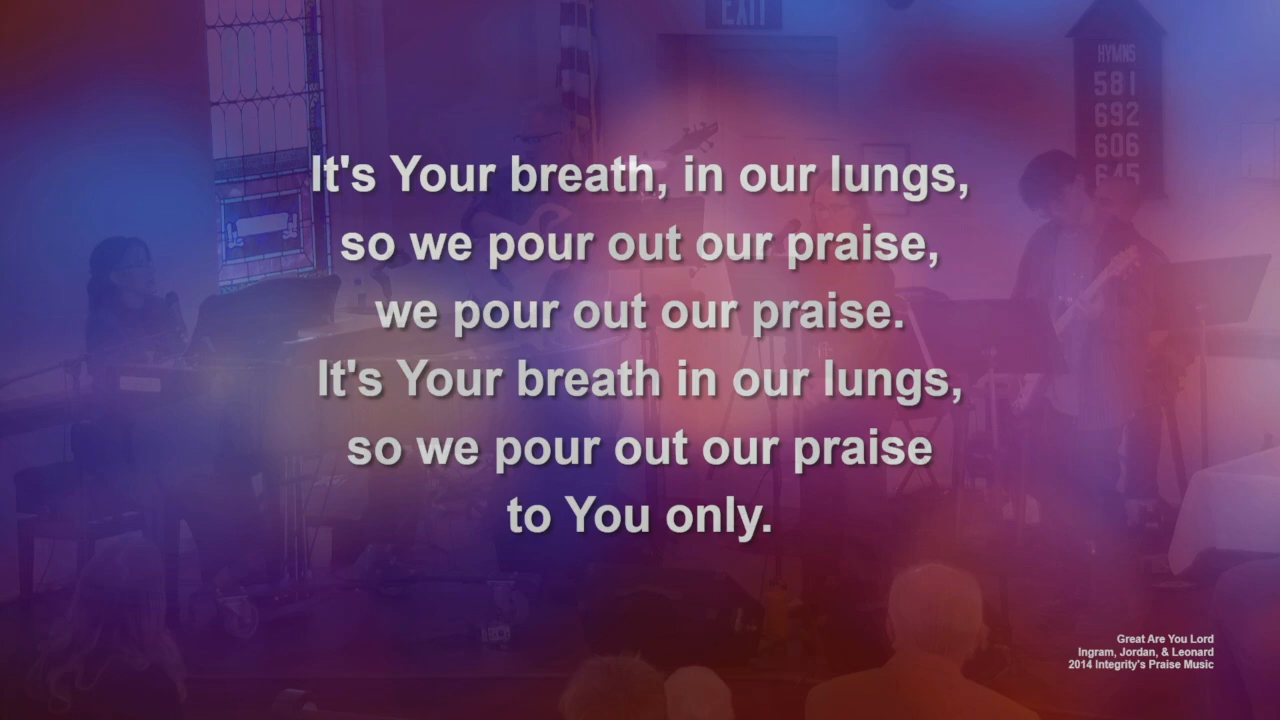 EXIT
HYMNS
581
692
606
645
It's Your breath, in our lungs,
so we pour out our praise,
we pour out our praise.
It's Your breath in our lungs,
so we pour out our praise
to You only.
Great Are You Lord
Ingram, Jordan, & Leonard
2014 Integrity's Praise Music